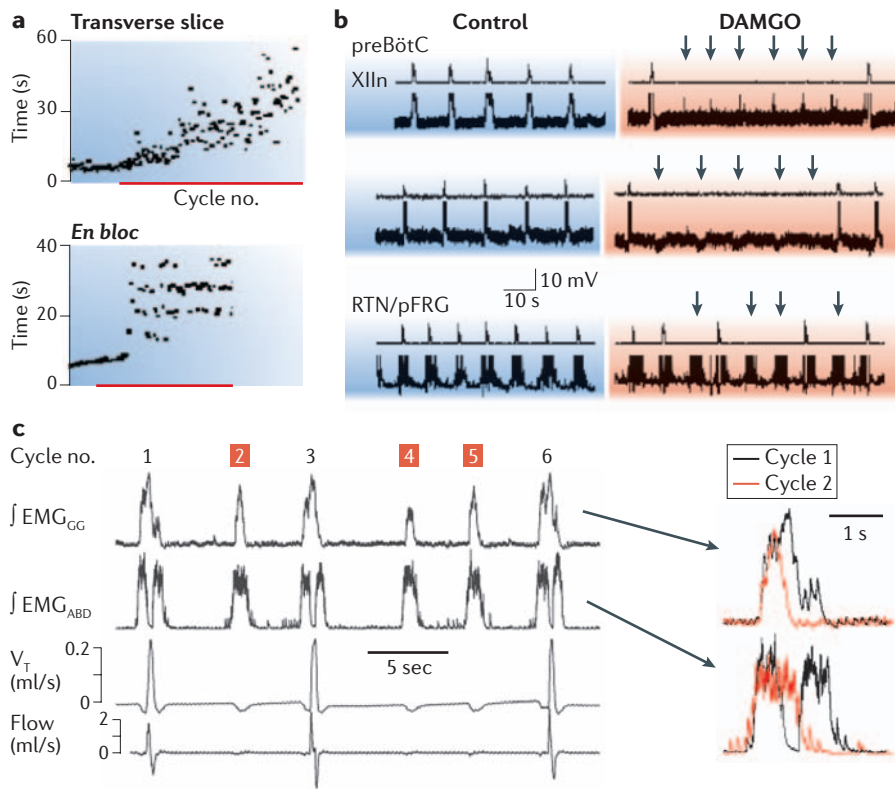 a
Transverse slice
60
40
20
0
Time (s)
Cycle no.
En bloc
40
20
0
Time (s)
b
Control
DAMGO
preBötC
XIIn
10 mV
10 s
RTN/pFRG
c
Cycle no. 1 2 3 4 5 6
∫ EMG_GG
∫ EMG_ABD
V_T
(ml/s)
0.2
0
5 sec
Flow
(ml/s)
2
0
Cycle 1
Cycle 2
1 s